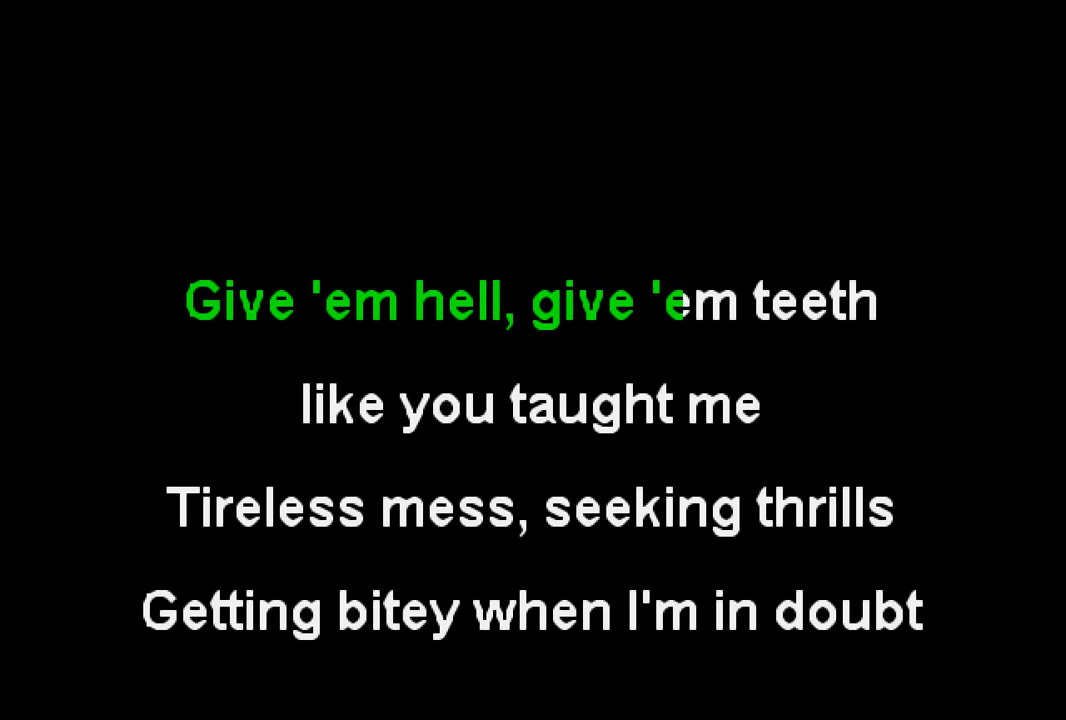 Give 'em hell, give 'em teeth
like you taught me
Tireless mess, seeking thrills
Getting bitey when I'm in doubt